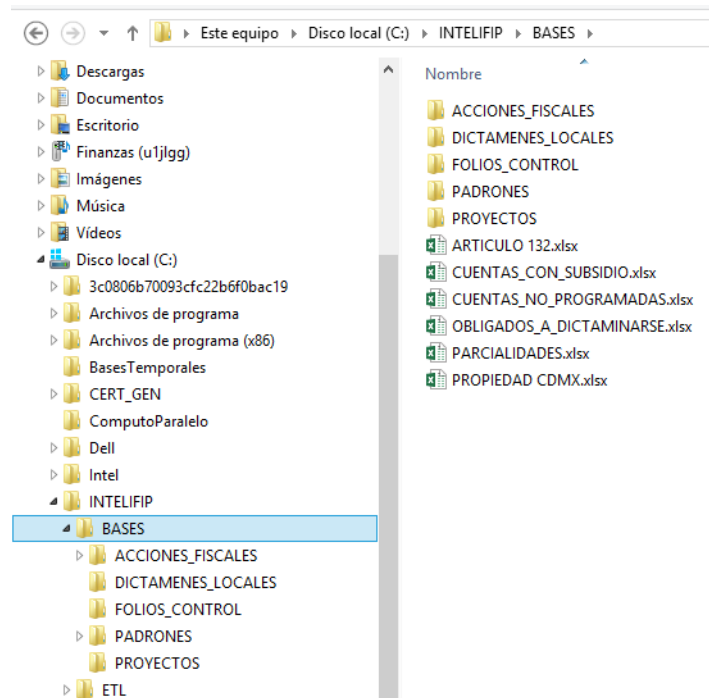 Este equipo Disco local (C:) INTELIFIP BASES
Descargas
Documentos
Escritorio
Finanzas (u1jlgg)
Imágenes
Música
Vídeos
Disco local (C:)
3c0806b70093cfc22b6f0bac19
Archivos de programa
Archivos de programa (x86)
BasesTemporales
CERT_GEN
ComputoParalelo
Dell
Intel
INTELIFIP
BASES
ACCIONES_FISCALES
DICTAMENES_LOCALES
FOLIOS_CONTROL
PADRONES
PROYECTOS
ETL
Nombre
ACCIONES_FISCALES
DICTAMENES_LOCALES
FOLIOS_CONTROL
PADRONES
PROYECTOS
ARTICULO 132.xlsx
CUENTAS_CON_SUBSIDIO.xlsx
CUENTAS_NO_PROGRAMADAS.xlsx
OBLIGADOS_A_DICTAMINARSE.xlsx
PARCIALIDADES.xlsx
PROPIEDAD CDMX.xlsx